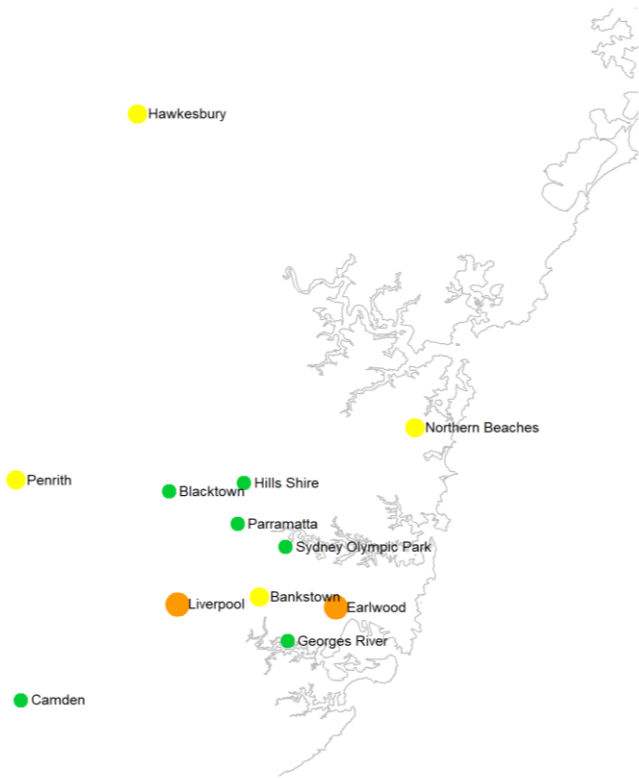 Hawkesbury
Northern Beaches
Penrith
Hills Shire
Blacktown
Parramatta
Sydney Olympic Park
Bankstown
Liverpool
Earlwood
Georges River
Camden